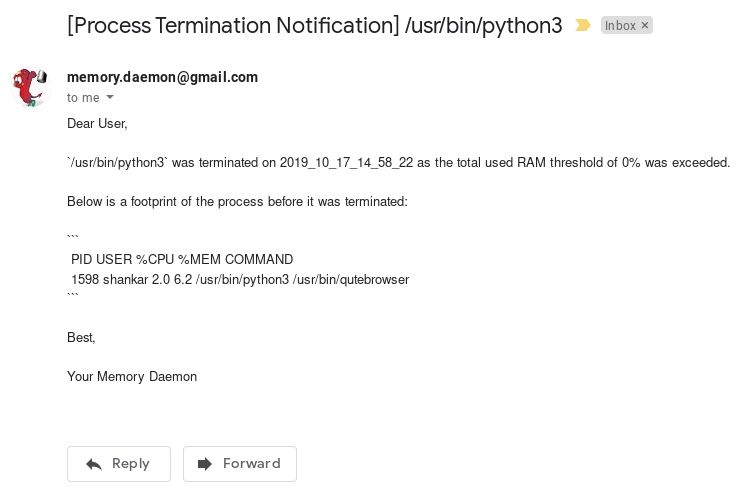 [Process Termination Notification] /usr/bin/python3 Inbox ×
memory.daemon@gmail.com
to me
Dear User,
`/usr/bin/python3` was terminated on 2019_10_17_14_58_22 as the total used RAM threshold of 0% was exceeded.
Below is a footprint of the process before it was terminated:
```
PID USER %CPU %MEM COMMAND
1598 shankar 2.0 6.2 /usr/bin/python3 /usr/bin/qutebrowser
```
Best,
Your Memory Daemon
Reply Forward